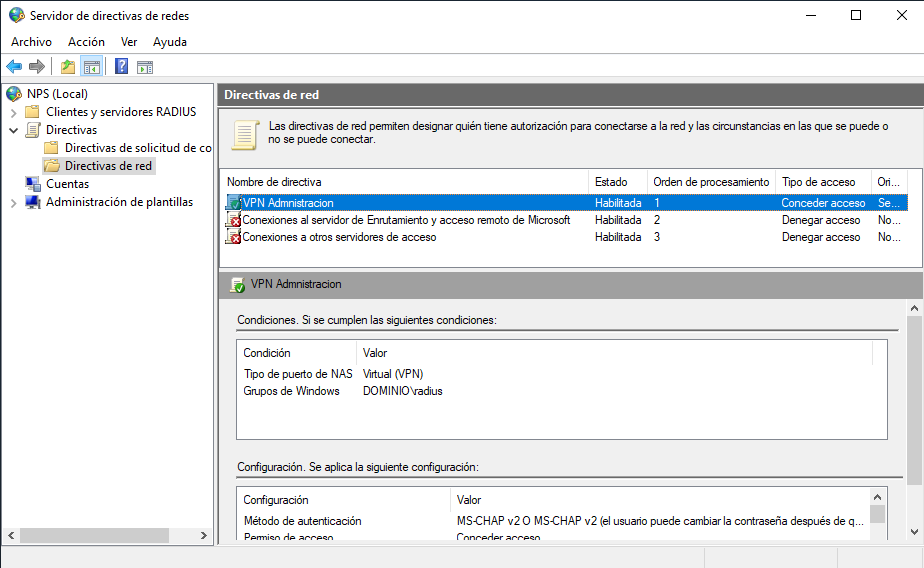 Servidor de directivas de redes
Archivo Acción Ver Ayuda
NPS (Local)
Clientes y servidores RADIUS
Directivas
Directivas de solicitud de co
Directivas de red
Cuentas
Administración de plantillas
Directivas de red
Las directivas de red permiten designar quién tiene autorización para conectarse a la red y las circunstancias en las que se puede o
no se puede conectar.
Nombre de directiva Estado Orden de procesamiento Tipo de acceso Ori...
VPN Admnistracion Habilitada 1 Conceder acceso Se...
Conexiones al servidor de Enrutamiento y acceso remoto de Microsoft Habilitada 2 Denegar acceso No...
Conexiones a otros servidores de acceso Habilitada 3 Denegar acceso No...
VPN Admnistracion
Condiciones. Si se cumplen las siguientes condiciones:
Condición Valor
Tipo de puerto de NAS Virtual (VPN)
Grupos de Windows DOMINIO\radius
Configuración. Se aplica la siguiente configuración:
Configuración Valor
Método de autenticación MS-CHAP v2 O MS-CHAP v2 (el usuario puede cambiar la contraseña después de q...
Permiso de acceso Conceder acceso